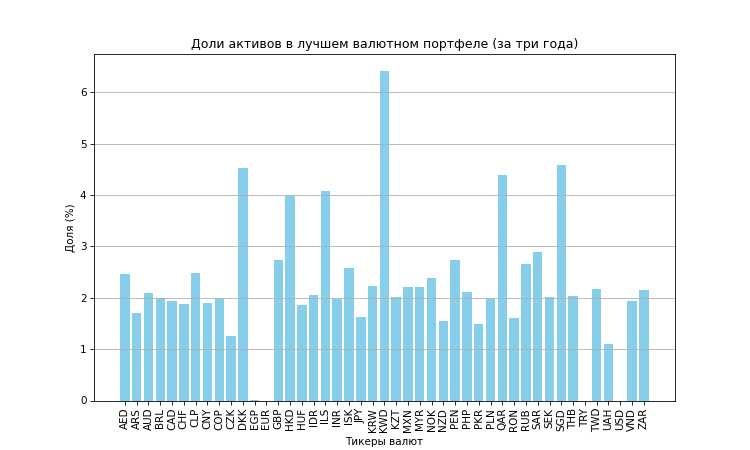 Доли активов в лучшем валютном портфеле (за три года)
Доля (%)
6
5
4
3
2
1
0
AED ARS AUD BRL CAD CHF CLP CNY COP CZK DKK EGP EUR GBP HKD HUF IDR ILS INR ISK JPY KRW KWD KZT MXN MYR NOK NZD PEN PHP PKR PLN QAR RON RUB SAR SEK SGD THB TRY TWD UAH USD VND ZAR
Тикеры валют